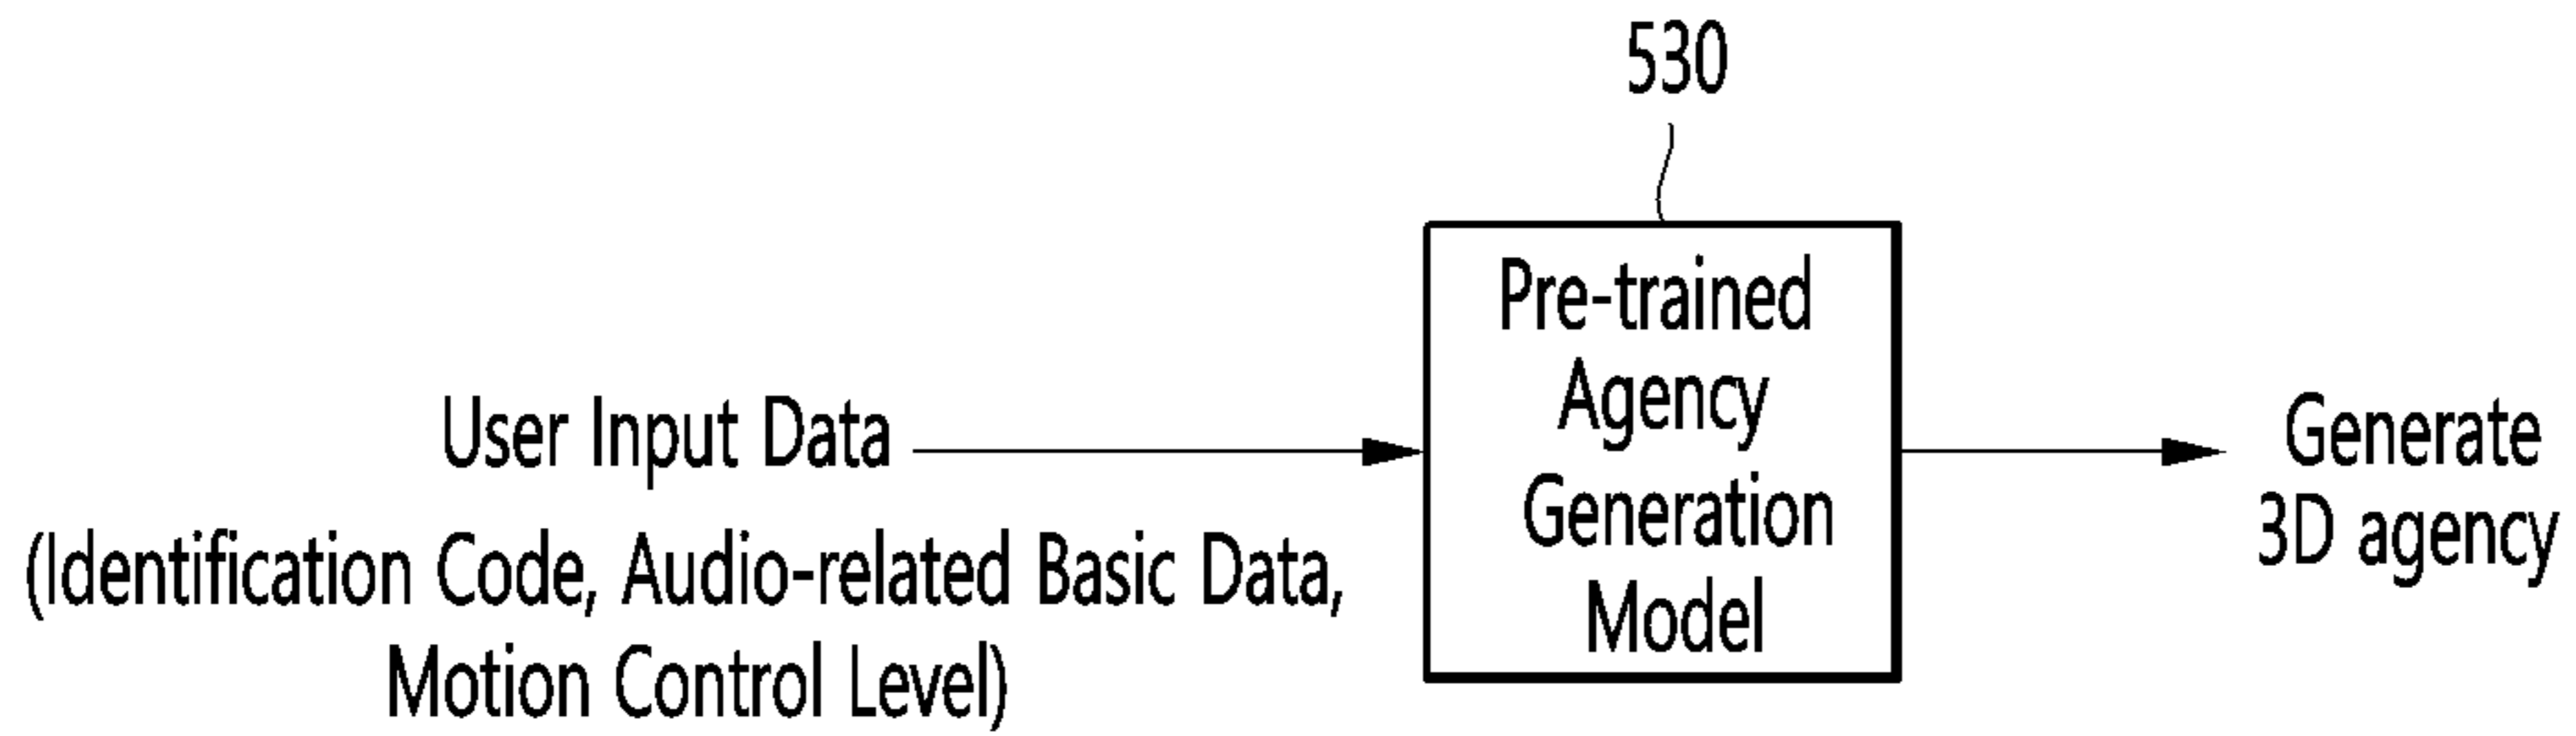 530
Pre-trained
Agency
Generation
Model
User Input Data
(Identification Code, Audio-related Basic Data,
Motion Control Level)
Generate
3D agency